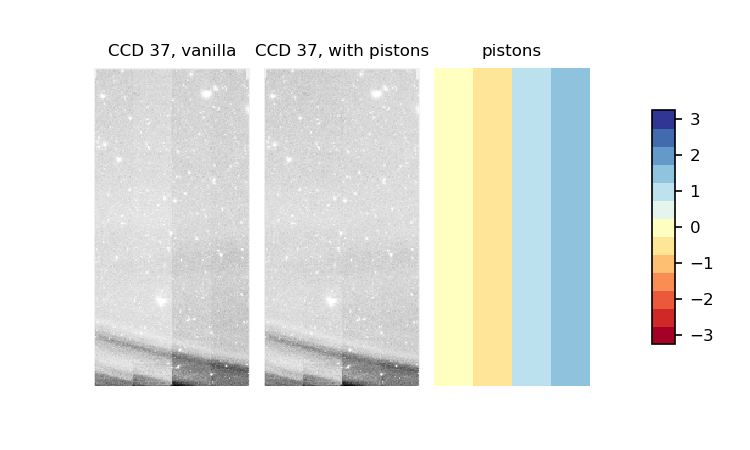 CCD 37, vanilla
CCD 37, with pistons
pistons
3
2
1
0
−1
−2
−3